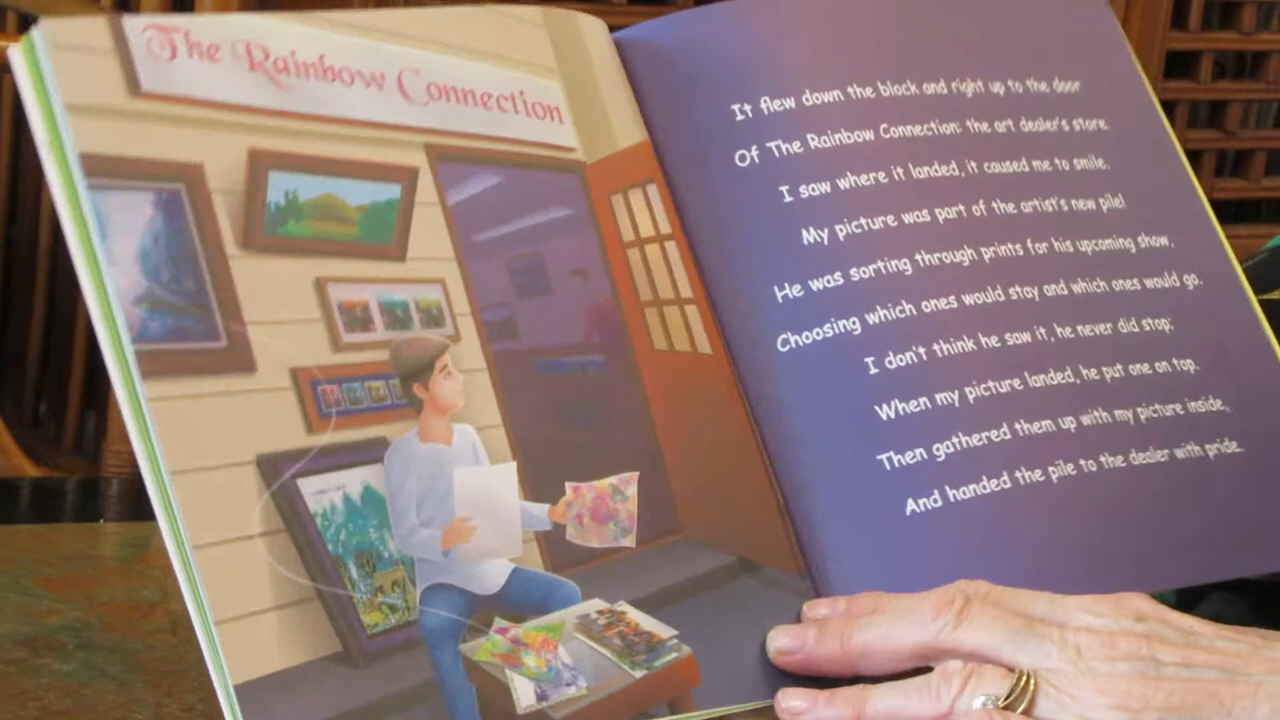 The Rainbow Connection
It flew down the block and right up to the door
Of The Rainbow Connection: the art dealer's store.
I saw where it landed, it caused me to smile.
My picture was part of the artist's new pile!
He was sorting through prints for his upcoming show,
Choosing which ones would stay and which ones would go.
I don't think he saw it, he never did stop;
When my picture landed, he put one on top.
Then gathered them up with my picture inside,
And handed the pile to the dealer with pride.